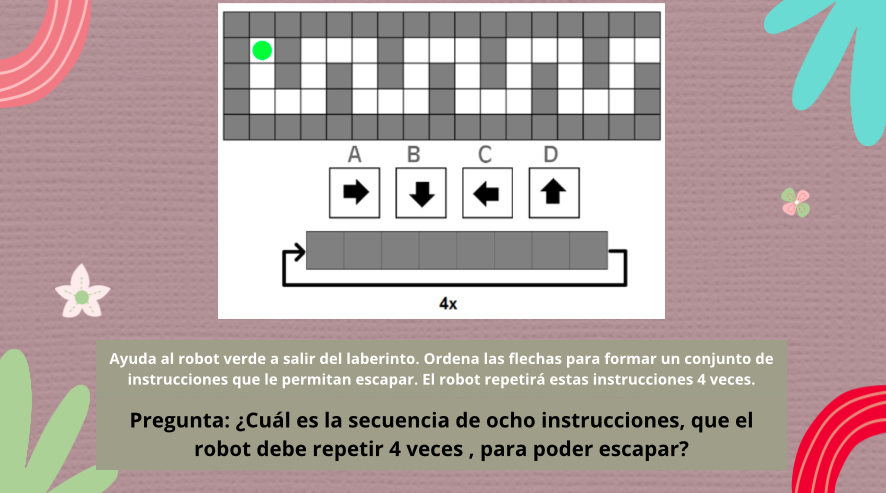 A B C D
4x
Ayuda al robot verde a salir del laberinto. Ordena las flechas para formar un conjunto de
instrucciones que le permitan escapar. El robot repetirá estas instrucciones 4 veces.
Pregunta: ¿Cuál es la secuencia de ocho instrucciones, que el
robot debe repetir 4 veces , para poder escapar?